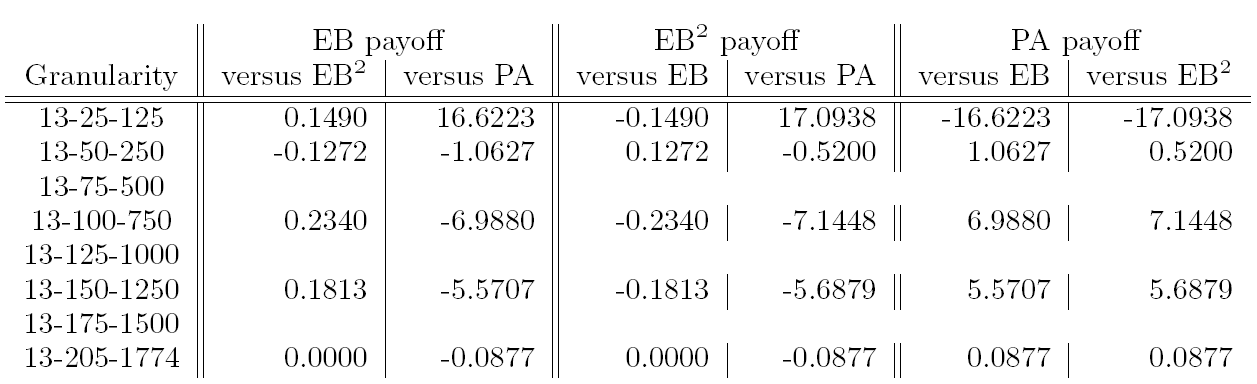 EB payoff EB² payoff PA payoff
Granularity versus EB² versus PA versus EB versus PA versus EB versus EB²
13-25-125 0.1490 16.6223 -0.1490 17.0938 -16.6223 -17.0938
13-50-250 -0.1272 -1.0627 0.1272 -0.5200 1.0627 0.5200
13-75-500
13-100-750 0.2340 -6.9880 -0.2340 -7.1448 6.9880 7.1448
13-125-1000
13-150-1250 0.1813 -5.5707 -0.1813 -5.6879 5.5707 5.6879
13-175-1500
13-205-1774 0.0000 -0.0877 0.0000 -0.0877 0.0877 0.0877